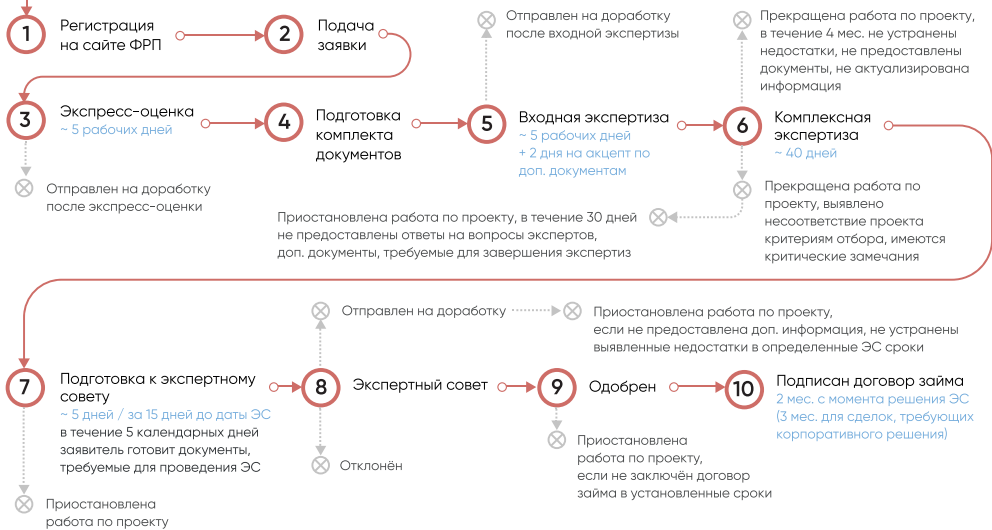 1
Регистрация
на сайте ФРП
2
Подача
заявки
3
Экспресс-оценка
~ 5 рабочих дней
Отправлен на доработку
после экспресс-оценки
4
Подготовка
комплекта
документов
5
Входная экспертиза
~ 5 рабочих дней
+ 2 дня на акцепт по
доп. документам
Отправлен на доработку
после входной экспертизы
6
Комплексная
экспертиза
~ 40 дней
Прекращена работа по проекту,
в течение 4 мес. не устранены
недостатки, не предоставлены
документы, не актуализирована
информация
Прекращена работа по
проекту, выявлено
несоответствие проекта
критериям отбора, имеются
критические замечания
Приостановлена работа по проекту, в течение 30 дней
не предоставлены ответы на вопросы экспертов,
доп. документы, требуемые для завершения экспертиз
7
Подготовка к экспертному
совету
~ 5 дней / за 15 дней до даты ЭС
в течение 5 календарных дней
заявитель готовит документы,
требуемые для проведения ЭС
Приостановлена
работа по проекту
8
Экспертный совет
Отправлен на доработку
Приостановлена работа по проекту,
если не предоставлена доп. информация, не устранены
выявленные недостатки в определенные ЭС сроки
Отклонён
9
Одобрен
Приостановлена
работа по проекту,
если не заключён договор
займа в установленные сроки
10
Подписан договор займа
2 мес. с момента решения ЭС
(3 мес. для сделок, требующих
корпоративного решения)